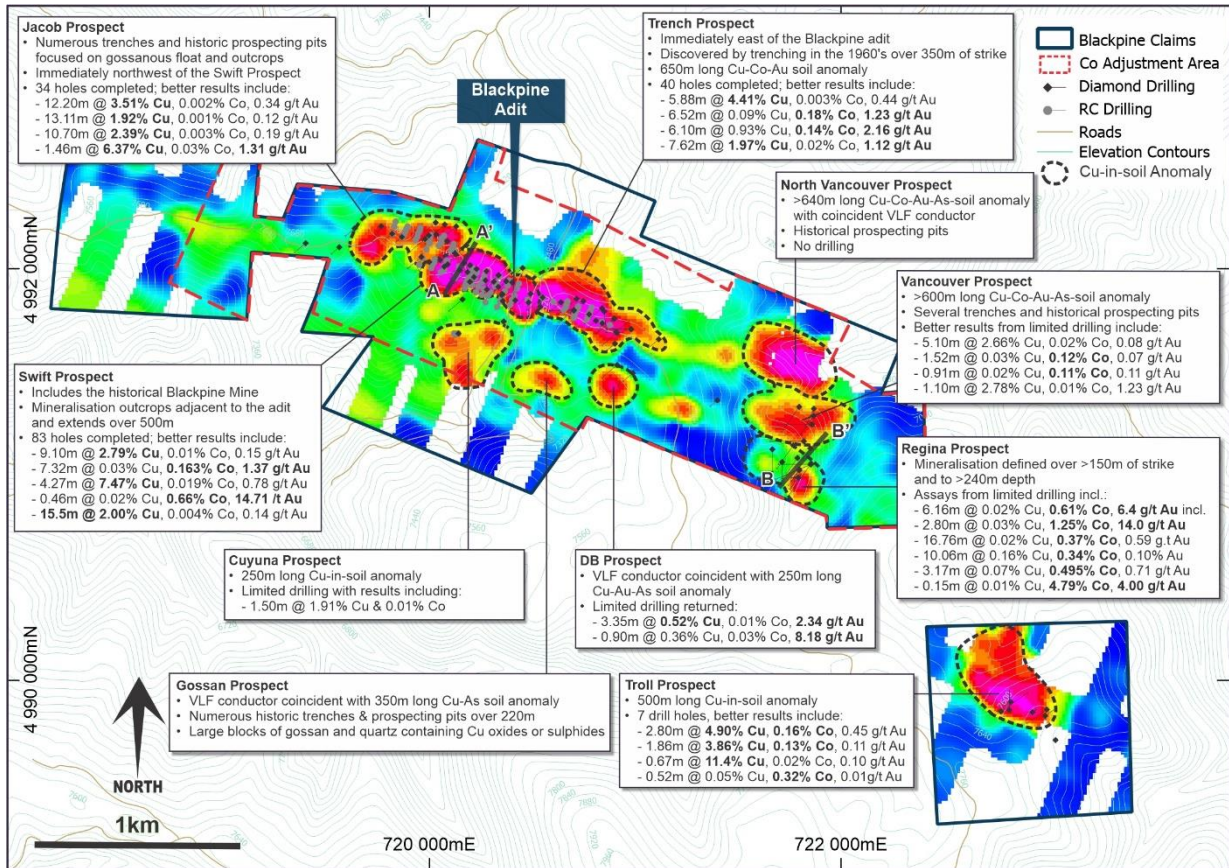 Jacob Prospect
• Numerous trenches and historic prospecting pits
focused on gossanous float and outcrops
• Immediately northwest of the Swift Prospect
• 34 holes completed; better results include:
- 12.20m @ 3.51% Cu, 0.002% Co, 0.34 g/t Au
- 13.11m @ 1.92% Cu, 0.001% Co, 0.12 g/t Au
- 10.70m @ 2.39% Cu, 0.003% Co, 0.19 g/t Au
- 1.46m @ 6.37% Cu, 0.03% Co, 1.31 g/t Au
Blackpine
Adit
Trench Prospect
• Immediately east of the Blackpine adit
• Discovered by trenching in the 1960's over 350m of strike
• 650m long Cu-Co-Au soil anomaly
• 40 holes completed; better results include:
- 5.88m @ 4.41% Cu, 0.003% Co, 0.44 g/t Au
- 6.52m @ 0.09% Cu, 0.18% Co, 1.23 g/t Au
- 6.10m @ 0.93% Cu, 0.14% Co, 2.16 g/t Au
- 7.62m @ 1.97% Cu, 0.02% Co, 1.12 g/t Au
Legend
Blackpine Claims
Co Adjustment Area
Diamond Drilling
RC Drilling
Roads
Elevation Contours
Cu-in-soil Anomaly
North Vancouver Prospect
• >640m long Cu-Co-Au-As-soil anomaly
with coincident VLF conductor
• Historical prospecting pits
• No drilling
Vancouver Prospect
• >600m long Cu-Co-Au-As-soil anomaly
• Several trenches and historical prospecting pits
• Better results from limited drilling include:
- 5.10m @ 2.66% Cu, 0.02% Co, 0.08 g/t Au
- 1.52m @ 0.03% Cu, 0.12% Co, 0.07 g/t Au
- 0.91m @ 0.02% Cu, 0.11% Co, 0.11 g/t Au
- 1.10m @ 2.78% Cu, 0.01% Co, 1.23 g/t Au
A'
A
B'
B
Swift Prospect
• Includes the historical Blackpine Mine
• Mineralisation outcrops adjacent to the adit
and extends over 500m
• 83 holes completed; better results include:
- 9.10m @ 2.79% Cu, 0.01% Co, 0.15 g/t Au
- 7.32m @ 0.03% Cu, 0.163% Co, 1.37 g/t Au
- 4.27m @ 7.47% Cu, 0.019% Co, 0.78 g/t Au
- 0.46m @ 0.02% Cu, 0.66% Co, 14.71 /t Au
- 15.5m @ 2.00% Cu, 0.004% Co, 0.14 g/t Au
Regina Prospect
• Mineralisation defined over >150m of strike
and to >240m depth
• Assays from limited drilling incl.:
- 6.16m @ 0.02% Cu, 0.61% Co, 6.4 g/t Au incl.
- 2.80m @ 0.03% Cu, 1.25% Co, 14.0 g/t Au
- 16.76m @ 0.02% Cu, 0.37% Co, 0.59 g.t Au
- 10.06m @ 0.16% Cu, 0.34% Co, 0.10% Au
- 3.17m @ 0.07% Cu, 0.495% Co, 0.71 g/t Au
- 0.15m @ 0.01% Cu, 4.79% Co, 4.00 g/t Au
Cuyuna Prospect
• 250m long Cu-in-soil anomaly
• Limited drilling with results including:
- 1.50m @ 1.91% Cu & 0.01% Co
DB Prospect
• VLF conductor coincident with 250m long
Cu-Au-As soil anomaly
• Limited drilling returned:
- 3.35m @ 0.52% Cu, 0.01% Co, 2.34 g/t Au
- 0.90m @ 0.36% Cu, 0.03% Co, 8.18 g/t Au
Gossan Prospect
• VLF conductor coincident with 350m long Cu-As soil anomaly
• Numerous historic trenches & prospecting pits over 220m
• Large blocks of gossan and quartz containing Cu oxides or sulphides
Troll Prospect
• 500m long Cu-in-soil anomaly
• 7 drill holes, better results include:
- 2.80m @ 4.90% Cu, 0.16% Co, 0.45 g/t Au
- 1.86m @ 3.86% Cu, 0.13% Co, 0.11 g/t Au
- 0.67m @ 11.4% Cu, 0.02% Co, 0.10 g/t Au
- 0.52m @ 0.05% Cu, 0.32% Co, 0.01g/t Au
4 992 000mN
4 990 000mN
NORTH
1km
720 000mE
722 000mE